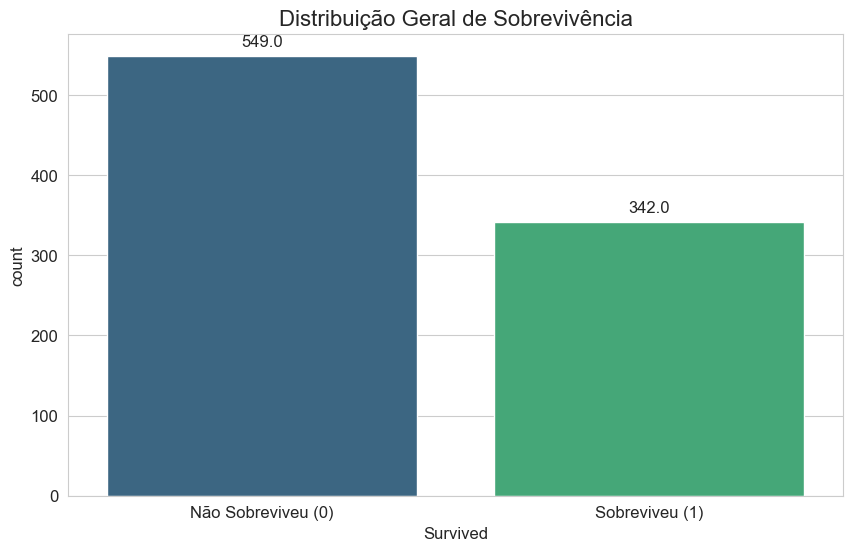 Distribuição Geral de Sobrevivência
549.0
342.0
500
400
300
200
100
0
count
Não Sobreviveu (0)
Sobreviveu (1)
Survived